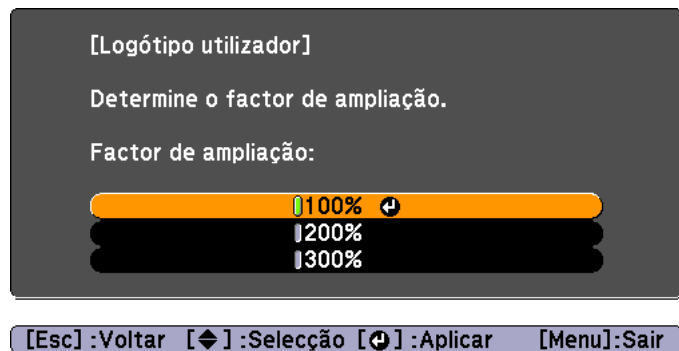 [Logótipo utilizador]
Determine o factor de ampliação.
Factor de ampliação:
100%
200%
300%
[Esc] :Voltar [◆] :Selecção [↵] :Aplicar [Menu]:Sair